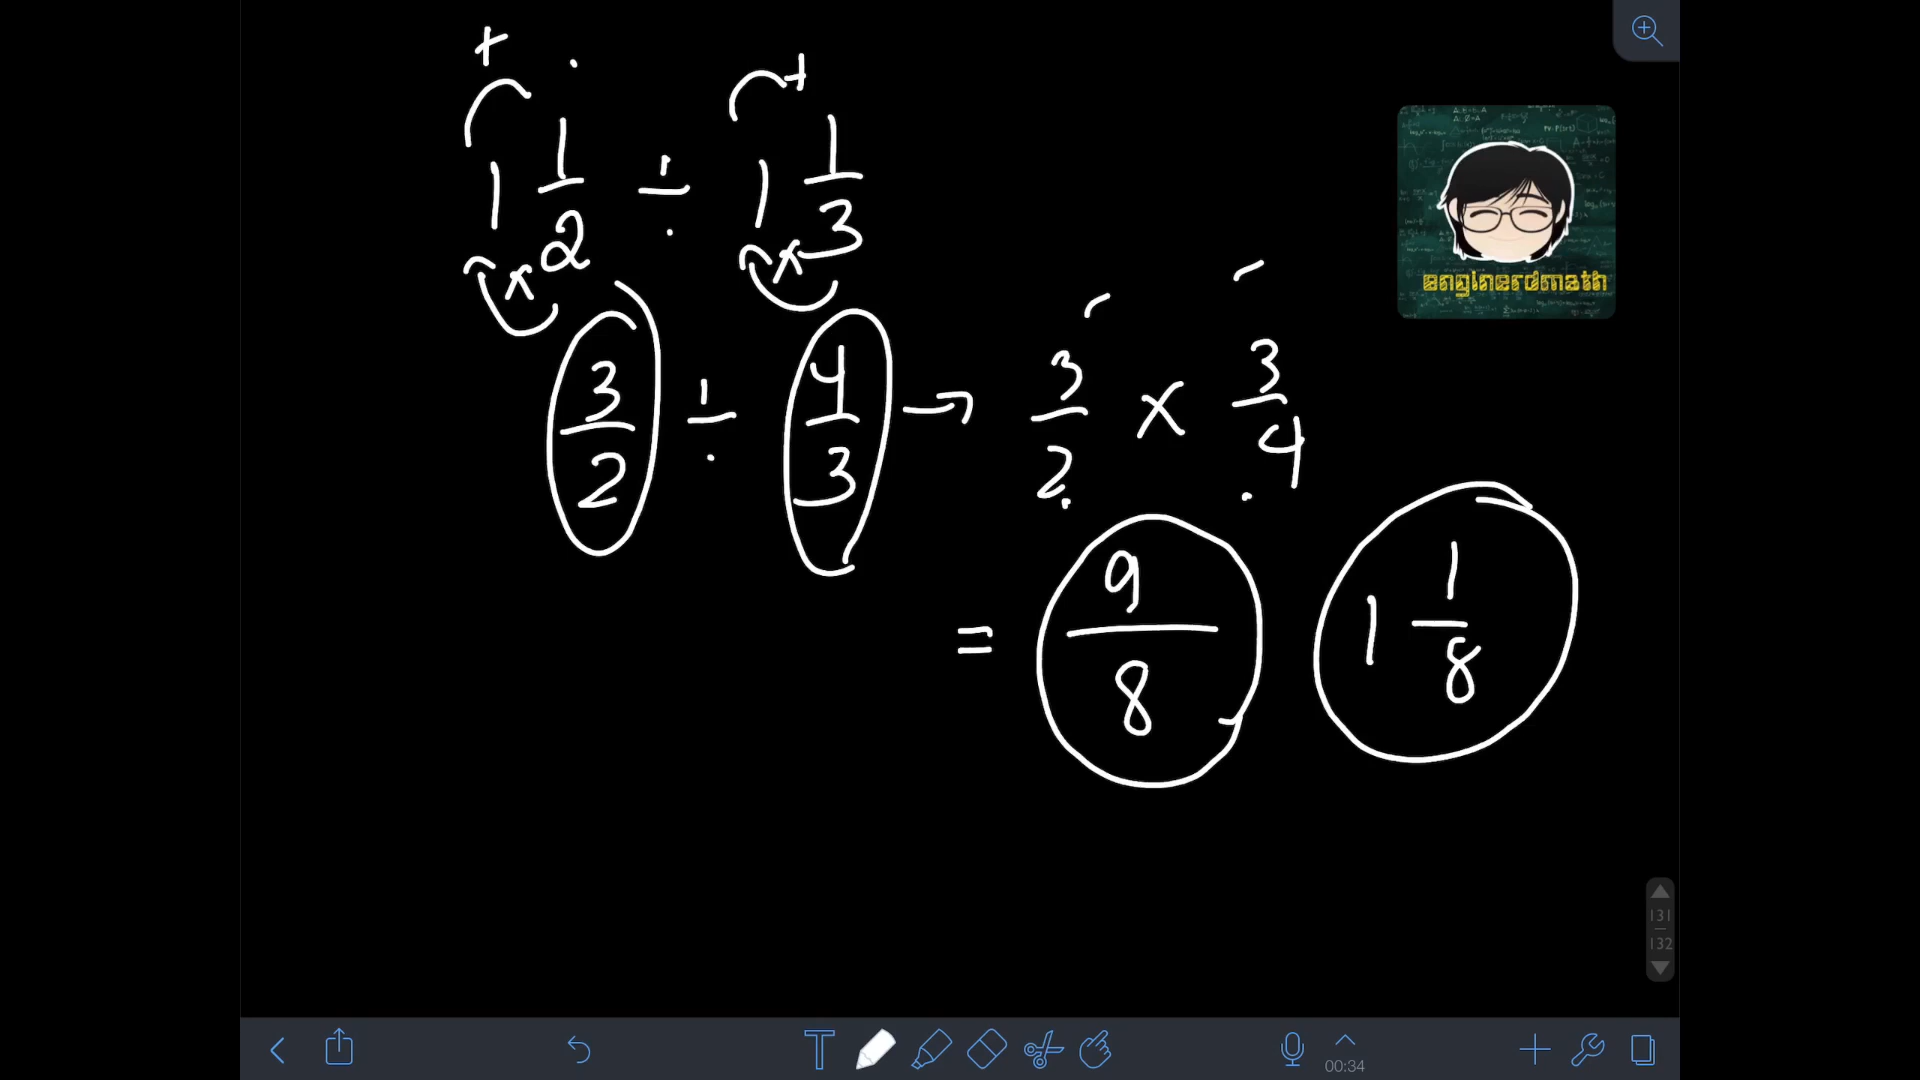 1 1/2 ÷ 1 1/3
3/2 ÷ 4/3 → 3/2 x 3/4
= 9/8 1 1/8
+ +
x x
enginerdmath
131
132
T
00:34